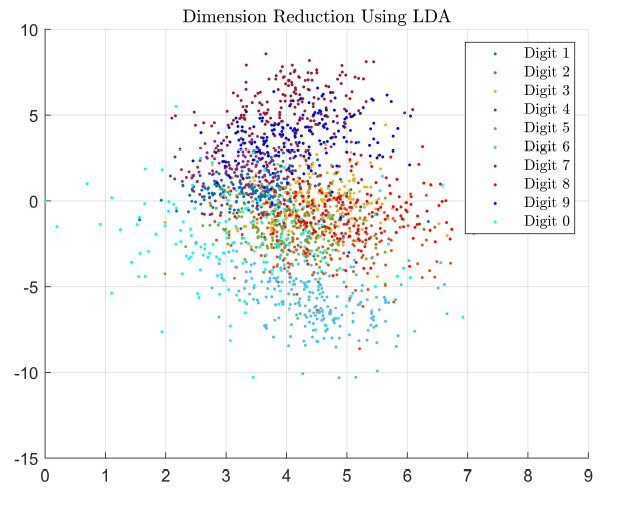 Dimension Reduction Using LDA
10
5
0
-5
-10
-15
0 1 2 3 4 5 6 7 8 9
Digit 1
Digit 2
Digit 3
Digit 4
Digit 5
Digit 6
Digit 7
Digit 8
Digit 9
Digit 0